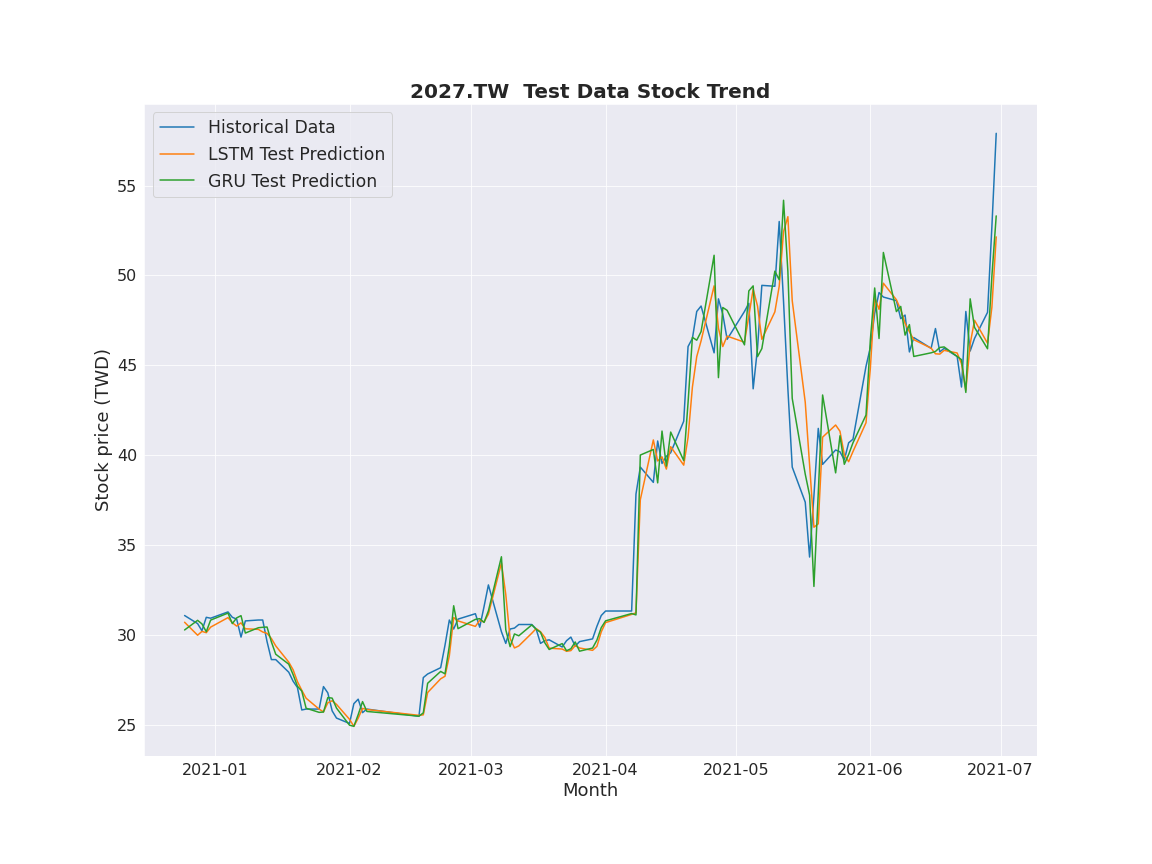 2027.TW  Test Data Stock Trend
Historical Data
LSTM Test Prediction
GRU Test Prediction
55
50
45
40
35
30
25
Stock price (TWD)
2021-01 2021-02 2021-03 2021-04 2021-05 2021-06 2021-07
Month